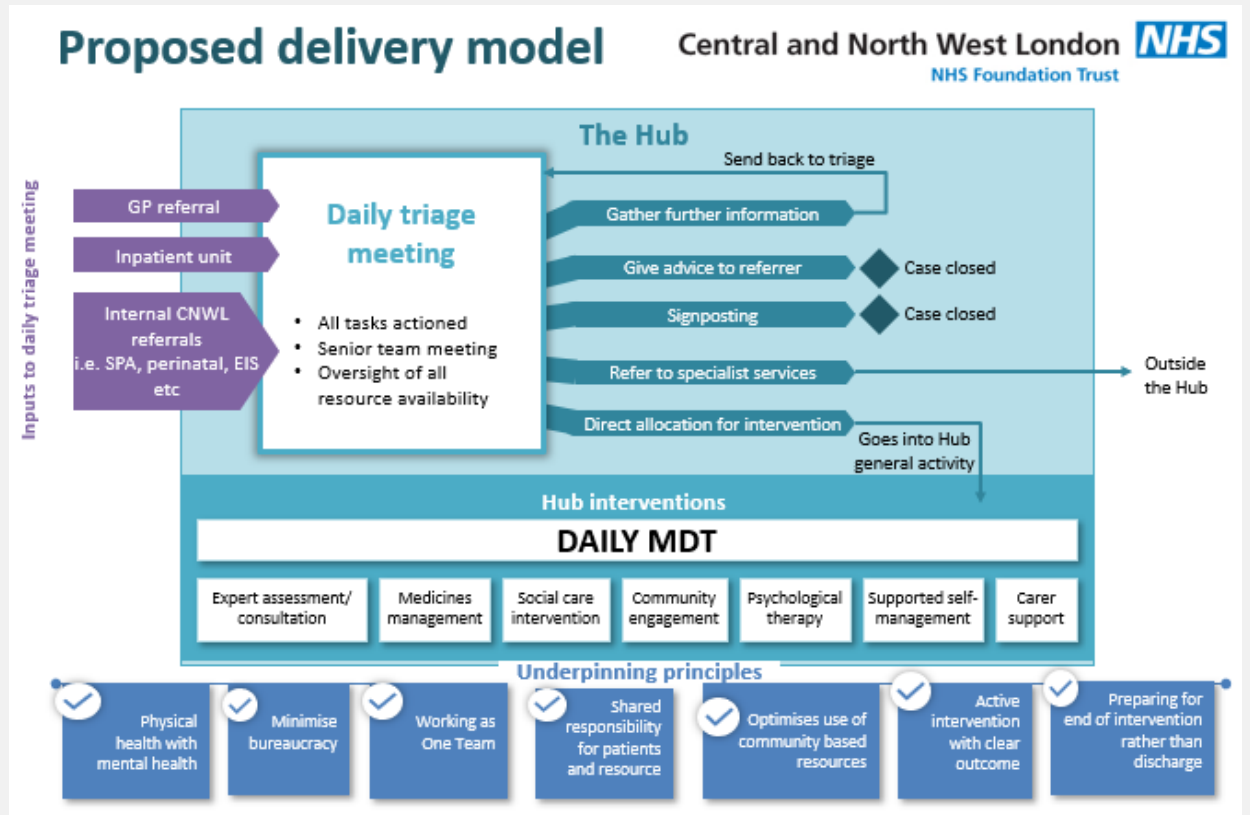 Proposed delivery model
Central and North West London NHS
NHS Foundation Trust
Inputs to daily triage meeting
GP referral
Inpatient unit
Internal CNWL
referrals
i.e. SPA, perinatal, EIS
etc
The Hub
Daily triage
meeting
• All tasks actioned
• Senior team meeting
• Oversight of all
resource availability
Send back to triage
Gather further information
Give advice to referrer
Case closed
Signposting
Case closed
Refer to specialist services
Outside
the Hub
Direct allocation for intervention
Goes into Hub
general activity
Hub interventions
DAILY MDT
Expert assessment/
consultation
Medicines
management
Social care
intervention
Community
engagement
Psychological
therapy
Supported self-
management
Carer
support
Underpinning principles
Physical
health with
mental health
Minimise
bureaucracy
Working as
One Team
Shared
responsibility
for patients
and resource
Optimises use of
community based
resources
Active
intervention
with clear
outcome
Preparing for
end of intervention
rather than
discharge